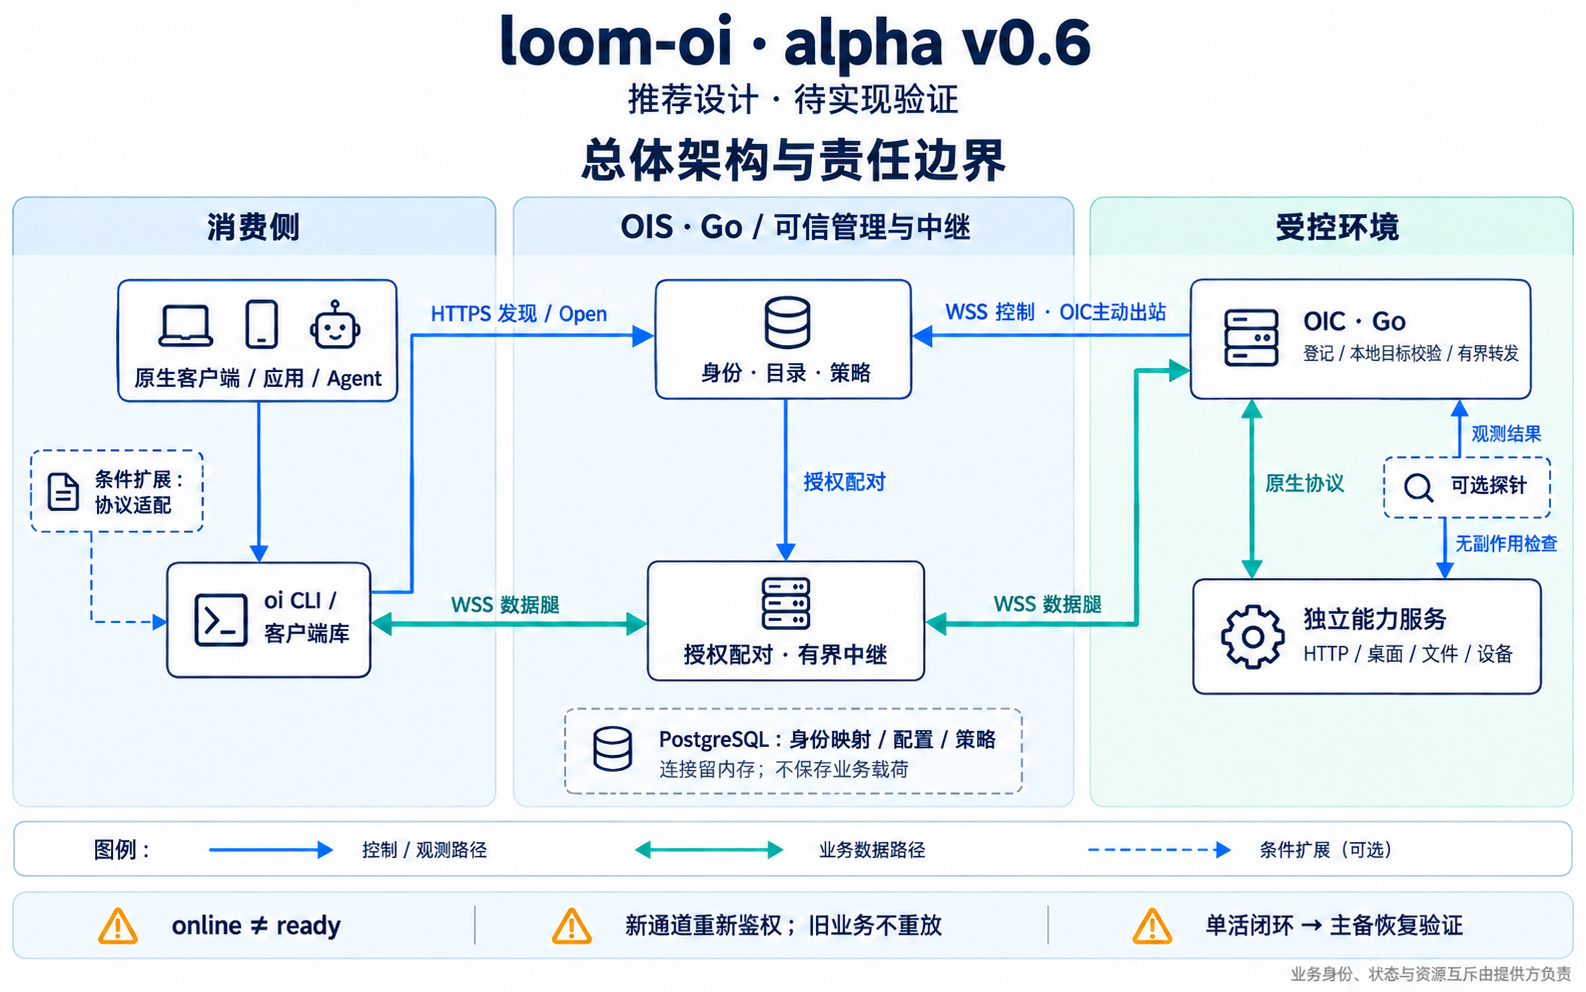 loom-oi · alpha v0.6
推荐设计 · 待实现验证
总体架构与责任边界
消费侧
原生客户端 / 应用 / Agent
条件扩展：
协议适配
oi CLI /
客户端库
HTTPS 发现 / Open
WSS 数据腿
OIS · Go / 可信管理与中继
身份 · 目录 · 策略
授权配对
授权配对 · 有界中继
PostgreSQL：身份映射 / 配置 / 策略
连接留内存；不保存业务载荷
WSS 控制 · OIC主动出站
WSS 数据腿
受控环境
OIC · Go
登记 / 本地目标校验 / 有界转发
观测结果
可选探针
原生协议
无副作用检查
独立能力服务
HTTP / 桌面 / 文件 / 设备
图例：
控制 / 观测路径
业务数据路径
条件扩展（可选）
online ≠ ready
新通道重新鉴权；旧业务不重放
单活闭环 → 主备恢复验证
业务身份、状态与资源互斥由提供方负责